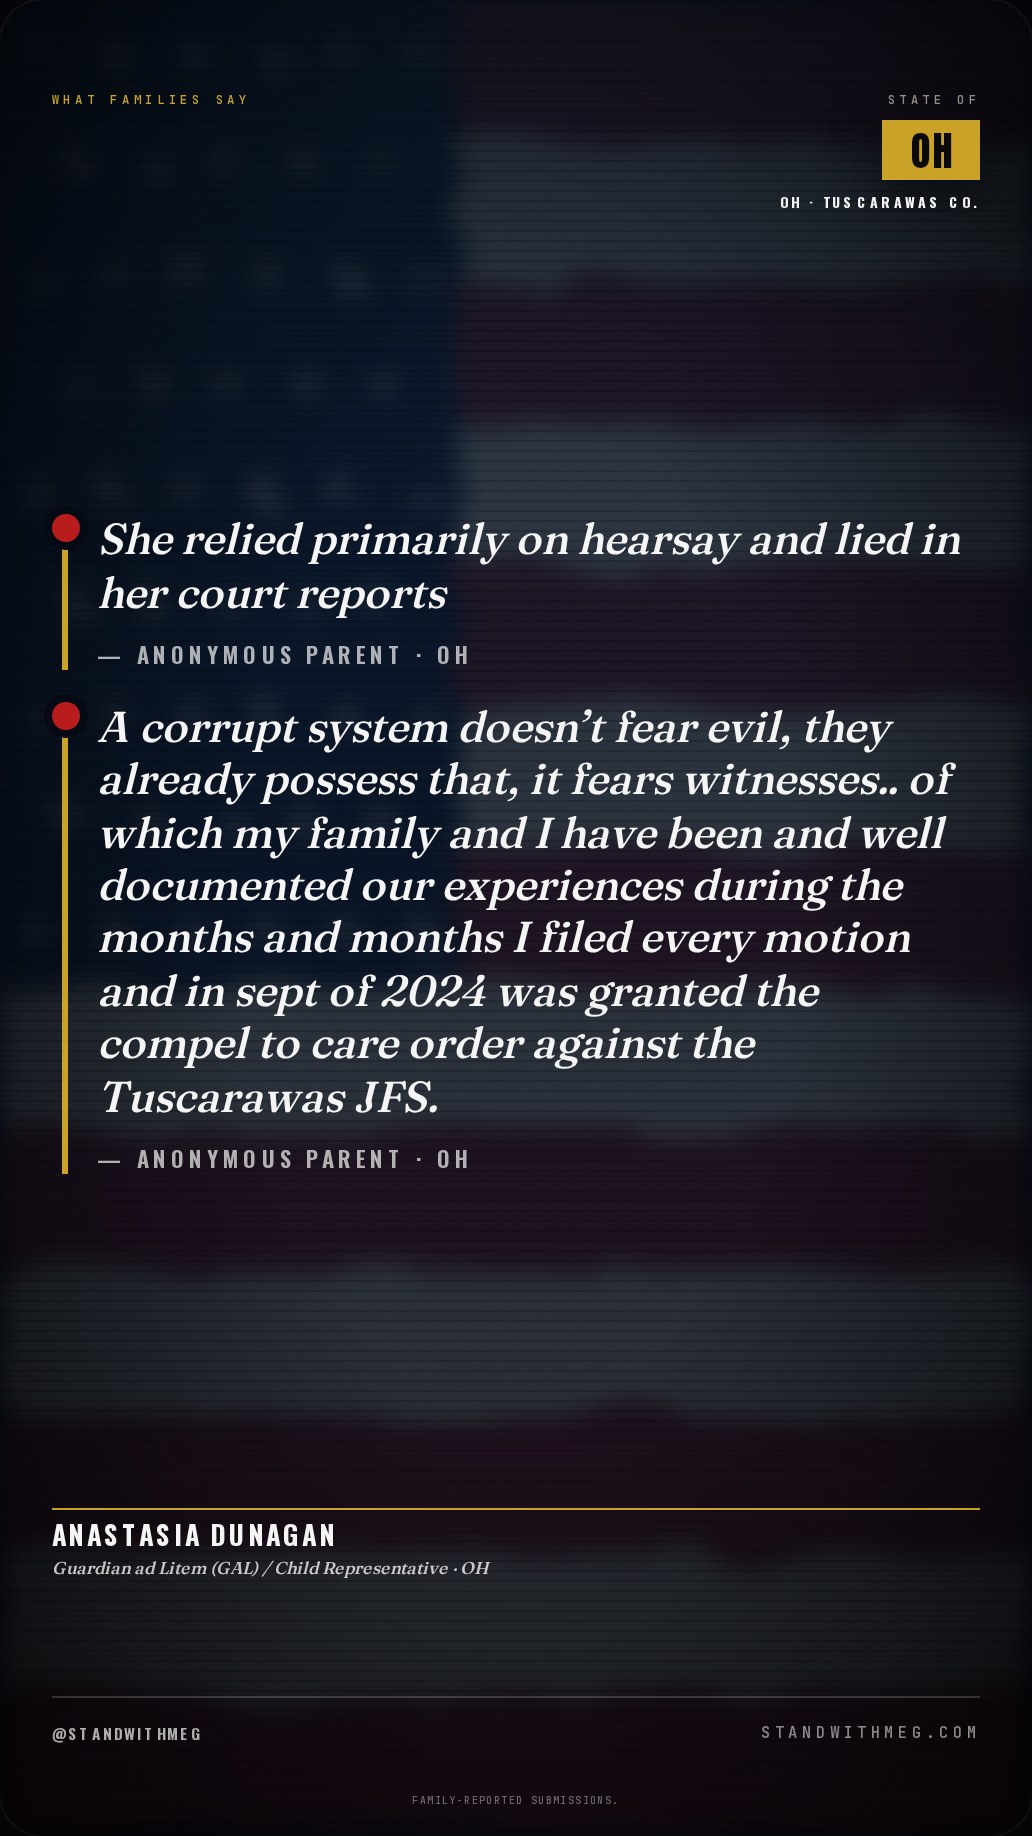 WHAT FAMILIES SAY
STATE OF
OH
OH · TUSCARAWAS CO.
She relied primarily on hearsay and lied in
her court reports
— ANONYMOUS PARENT · OH
A corrupt system doesn’t fear evil, they
already possess that, it fears witnesses.. of
which my family and I have been and well
documented our experiences during the
months and months I filed every motion
and in sept of 2024 was granted the
compel to care order against the
Tuscarawas JFS.
— ANONYMOUS PARENT · OH
ANASTASIA DUNAGAN
Guardian ad Litem (GAL) / Child Representative · OH
@STANDWITHMEG
STANDWITHMEG.COM
FAMILY-REPORTED SUBMISSIONS.